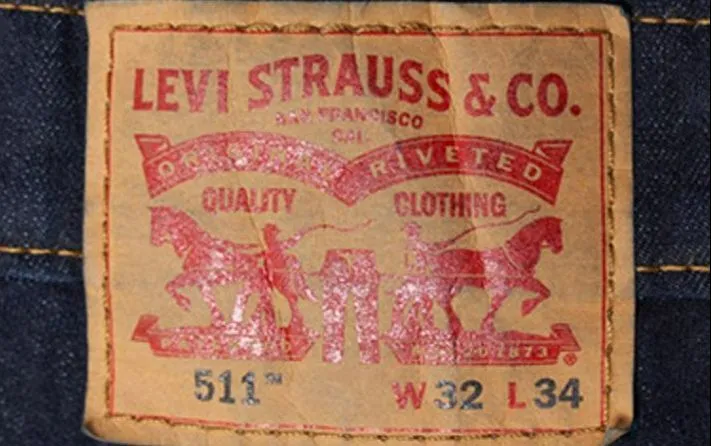 LEVI STRAUSS & CO.
SAN FRANCISCO
CAL.
RIVETED
QUALITY CLOTHING
511™ W 32 L 34